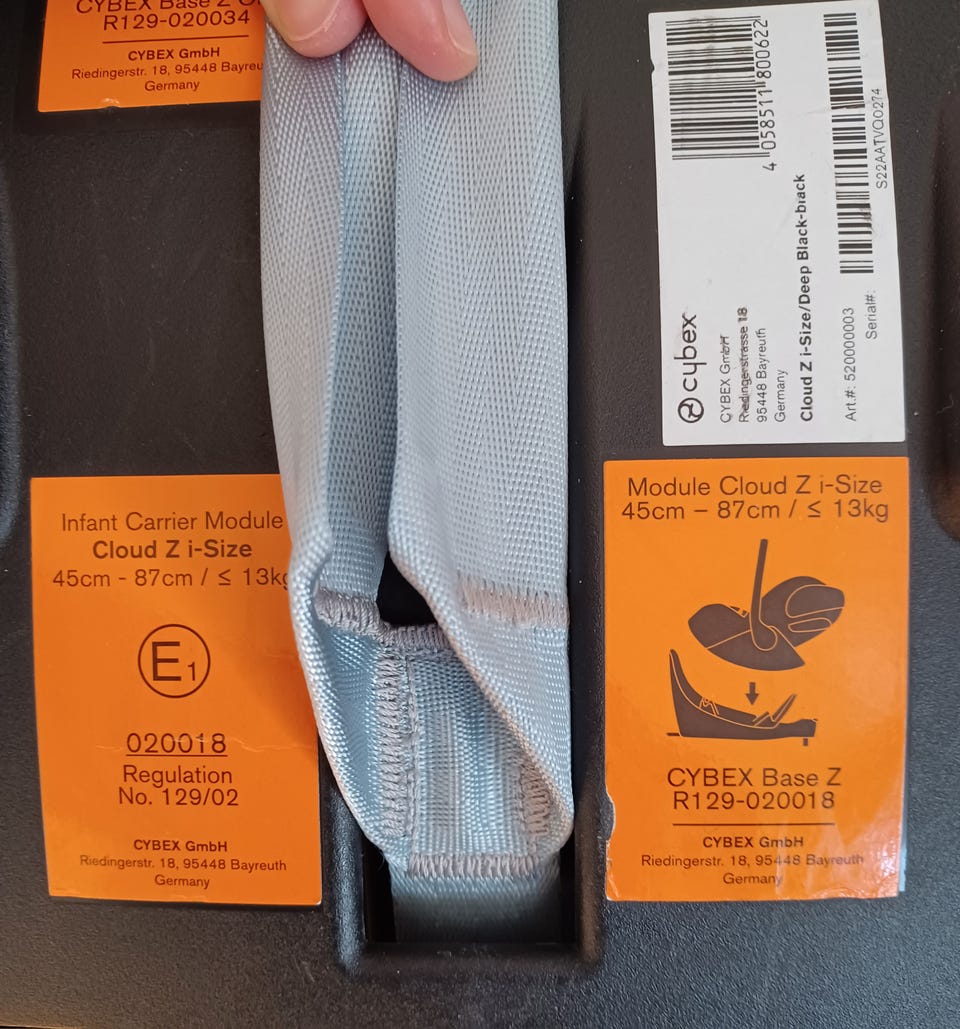 CYBEX Base Z
R129-020034
CYBEX GmbH
Riedingerstr. 18, 95448 Bayreu
Germany
4 058511 800622
S22AATVQ0274
cybex
CYBEX GmbH
Riedingerstrasse 18
95448 Bayreuth
Germany
Cloud Z i-Size/Deep Black-black
Art.#: 520000003
Serial#:
Infant Carrier Module
Cloud Z i-Size
45cm - 87cm / ≤ 13kg
E1
020018
Regulation
No. 129/02
CYBEX GmbH
Riedingerstr. 18, 95448 Bayreuth
Germany
Module Cloud Z i-Size
45cm – 87cm / ≤ 13kg
CYBEX Base Z
R129-020018
CYBEX GmbH
Riedingerstr. 18, 95448 Bayreuth
Germany